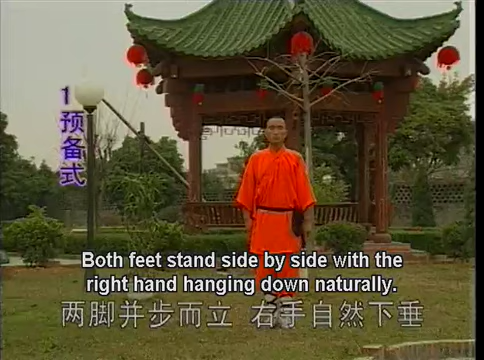 1预备式
Both feet stand side by side with the
right hand hanging down naturally.
两脚并步而立 右手自然下垂